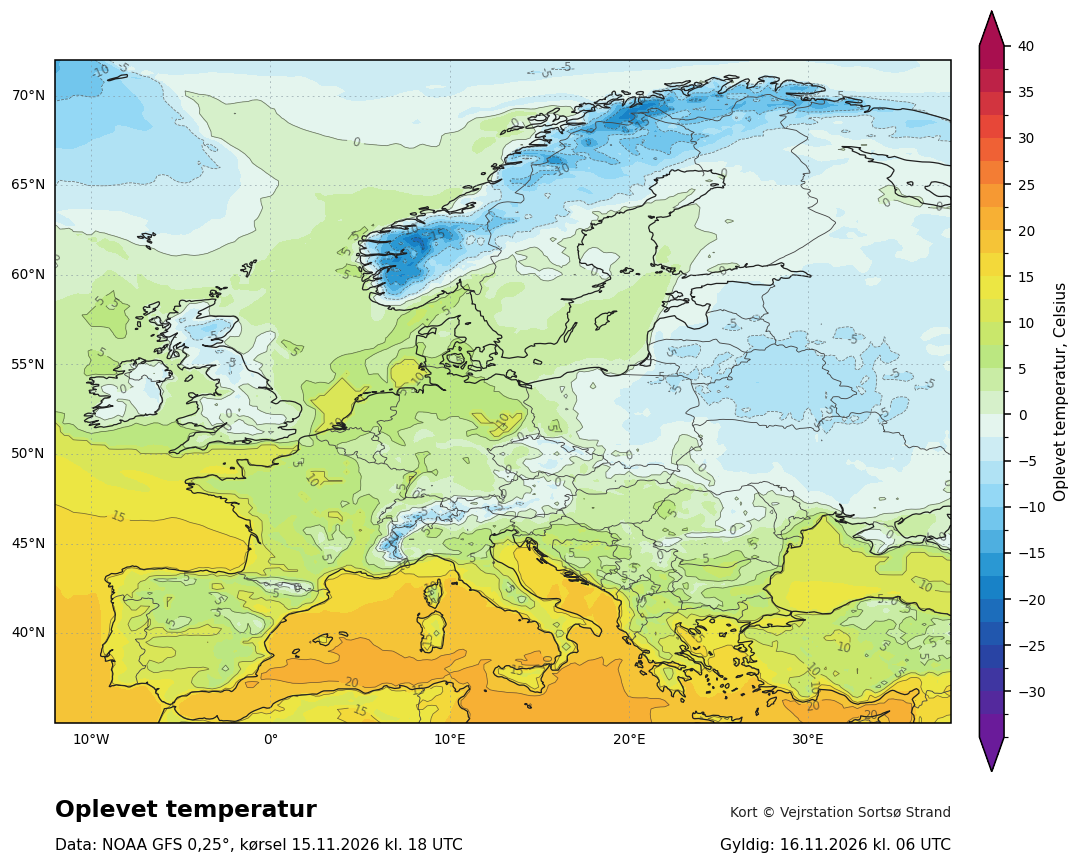 40
35
30
25
20
15
10
5
0
−5
−10
−15
−20
−25
−30
Oplevet temperatur, Celsius
70°N
65°N
60°N
55°N
50°N
45°N
40°N
10°W
0°
10°E
20°E
30°E
Oplevet temperatur
Kort © Vejrstation Sortsø Strand
Data: NOAA GFS 0,25°, kørsel 15.11.2026 kl. 18 UTC
Gyldig: 16.11.2026 kl. 06 UTC